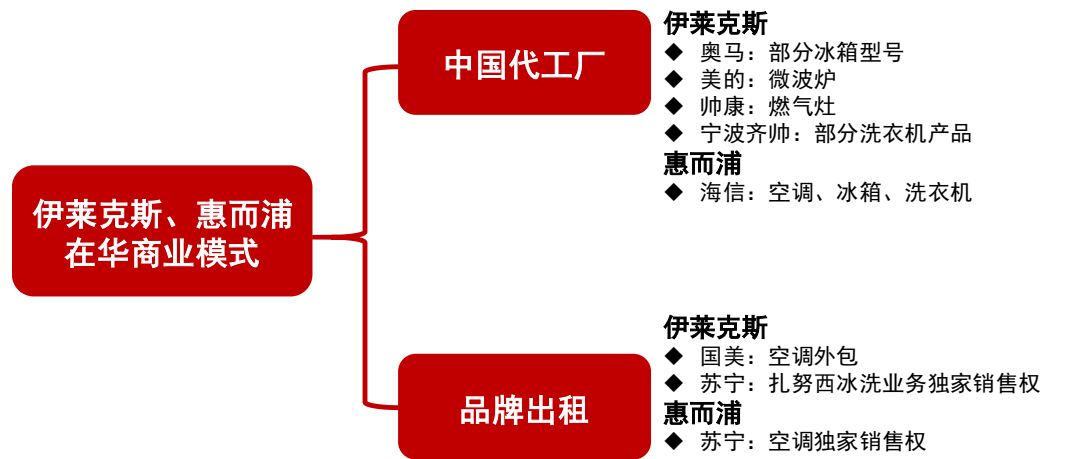 伊莱克斯、惠而浦
在华商业模式
中国代工厂
伊莱克斯
◆ 奥马：部分冰箱型号
◆ 美的：微波炉
◆ 帅康：燃气灶
◆ 宁波齐帅：部分洗衣机产品
惠而浦
◆ 海信：空调、冰箱、洗衣机
品牌出租
伊莱克斯
◆ 国美：空调外包
◆ 苏宁：扎努西冰洗业务独家销售权
惠而浦
◆ 苏宁：空调独家销售权